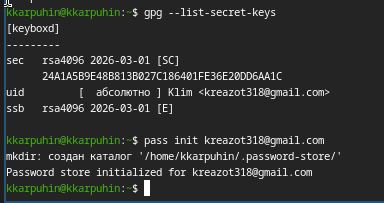 kkarpuhin@kkarpuhin:~$ gpg --list-secret-keys
[keyboxd]
---------
sec   rsa4096 2026-03-01 [SC]
      24A1A5B9E48B813B027C186401FE36E20DD6AA1C
uid         [  абсолютно ] Klim <kreazot318@gmail.com>
ssb   rsa4096 2026-03-01 [E]
kkarpuhin@kkarpuhin:~$ pass init kreazot318@gmail.com
mkdir: создан каталог '/home/kkarpuhin/.password-store/'
Password store initialized for kreazot318@gmail.com
kkarpuhin@kkarpuhin:~$